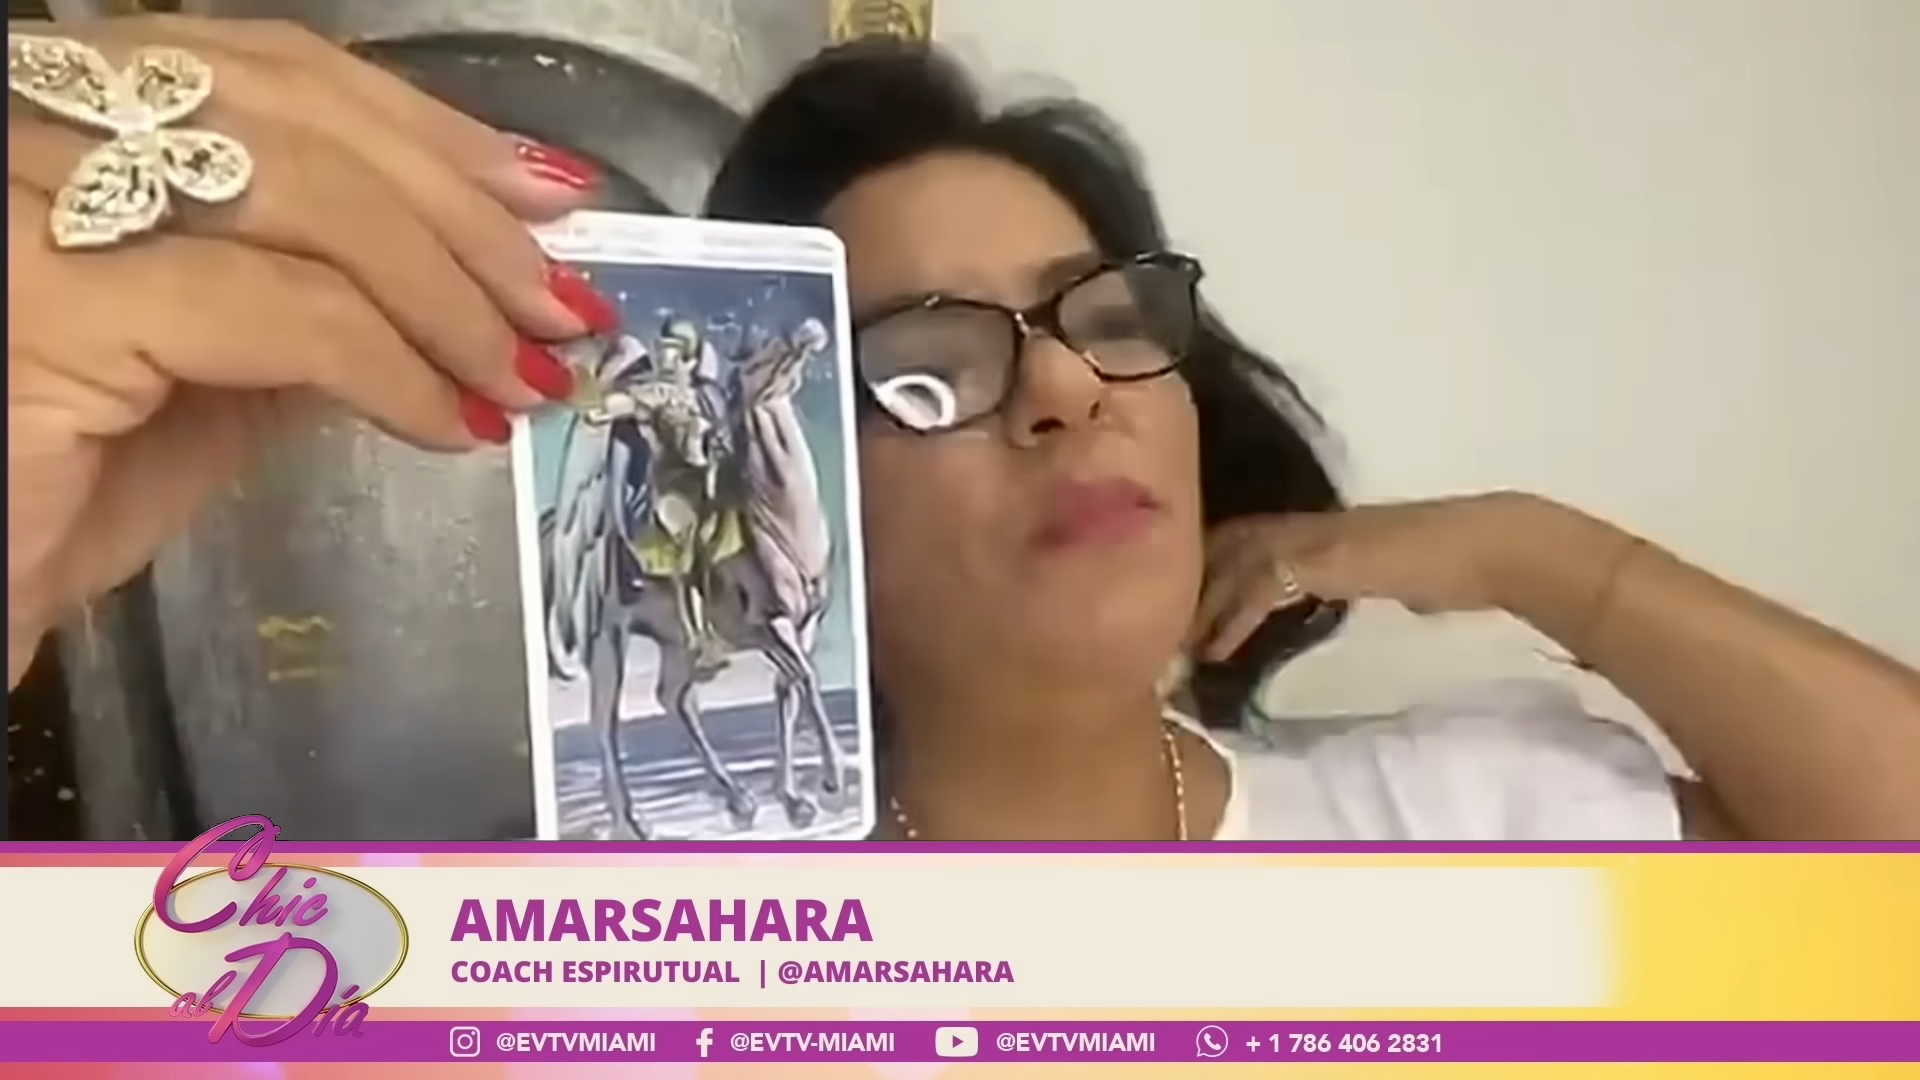 Chic
al Día
AMARSAHARA
COACH ESPIRUTUAL | @AMARSAHARA
@EVTVMIAMI @EVTV-MIAMI @EVTVMIAMI + 1 786 406 2831